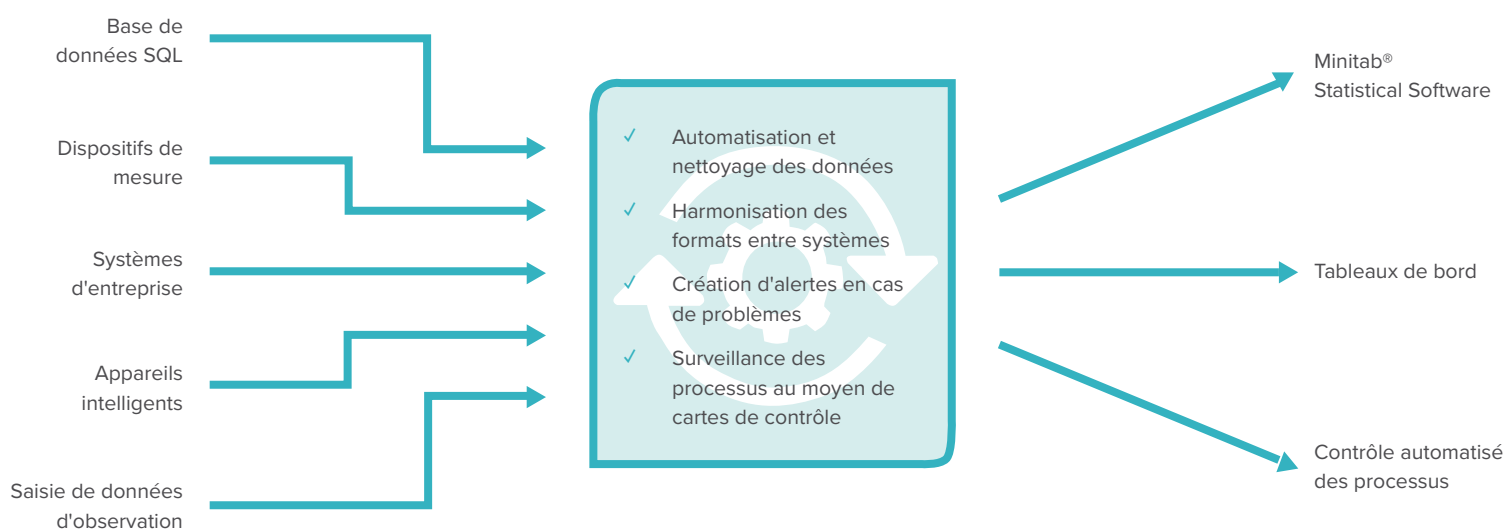 Base de
données SQL
Dispositifs de
mesure
Systèmes
d'entreprise
Appareils
intelligents
Saisie de données
d'observation
✓ Automatisation et
nettoyage des données
✓ Harmonisation des
formats entre systèmes
✓ Création d'alertes en cas
de problèmes
✓ Surveillance des
processus au moyen de
cartes de contrôle
Minitab®
Statistical Software
Tableaux de bord
Contrôle automatisé
des processus